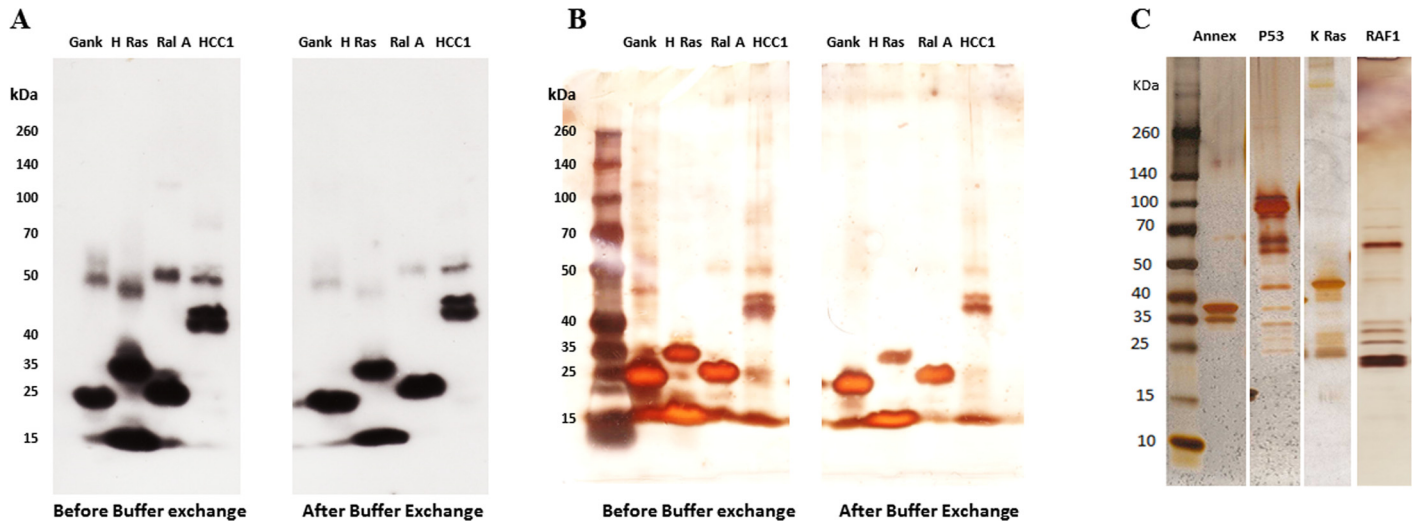 A
Gank H Ras Ral A HCC1
Gank H Ras Ral A HCC1
kDa
260
140
100
70
50
40
35
25
15
Before Buffer exchange
After Buffer Exchange
B
Gank H Ras Ral A HCC1
Gank H Ras Ral A HCC1
kDa
260
140
100
70
50
40
35
25
15
Before Buffer exchange
After Buffer Exchange
C
Annex P53 K Ras RAF1
KDa
260
140
100
70
50
40
35
25
15
10